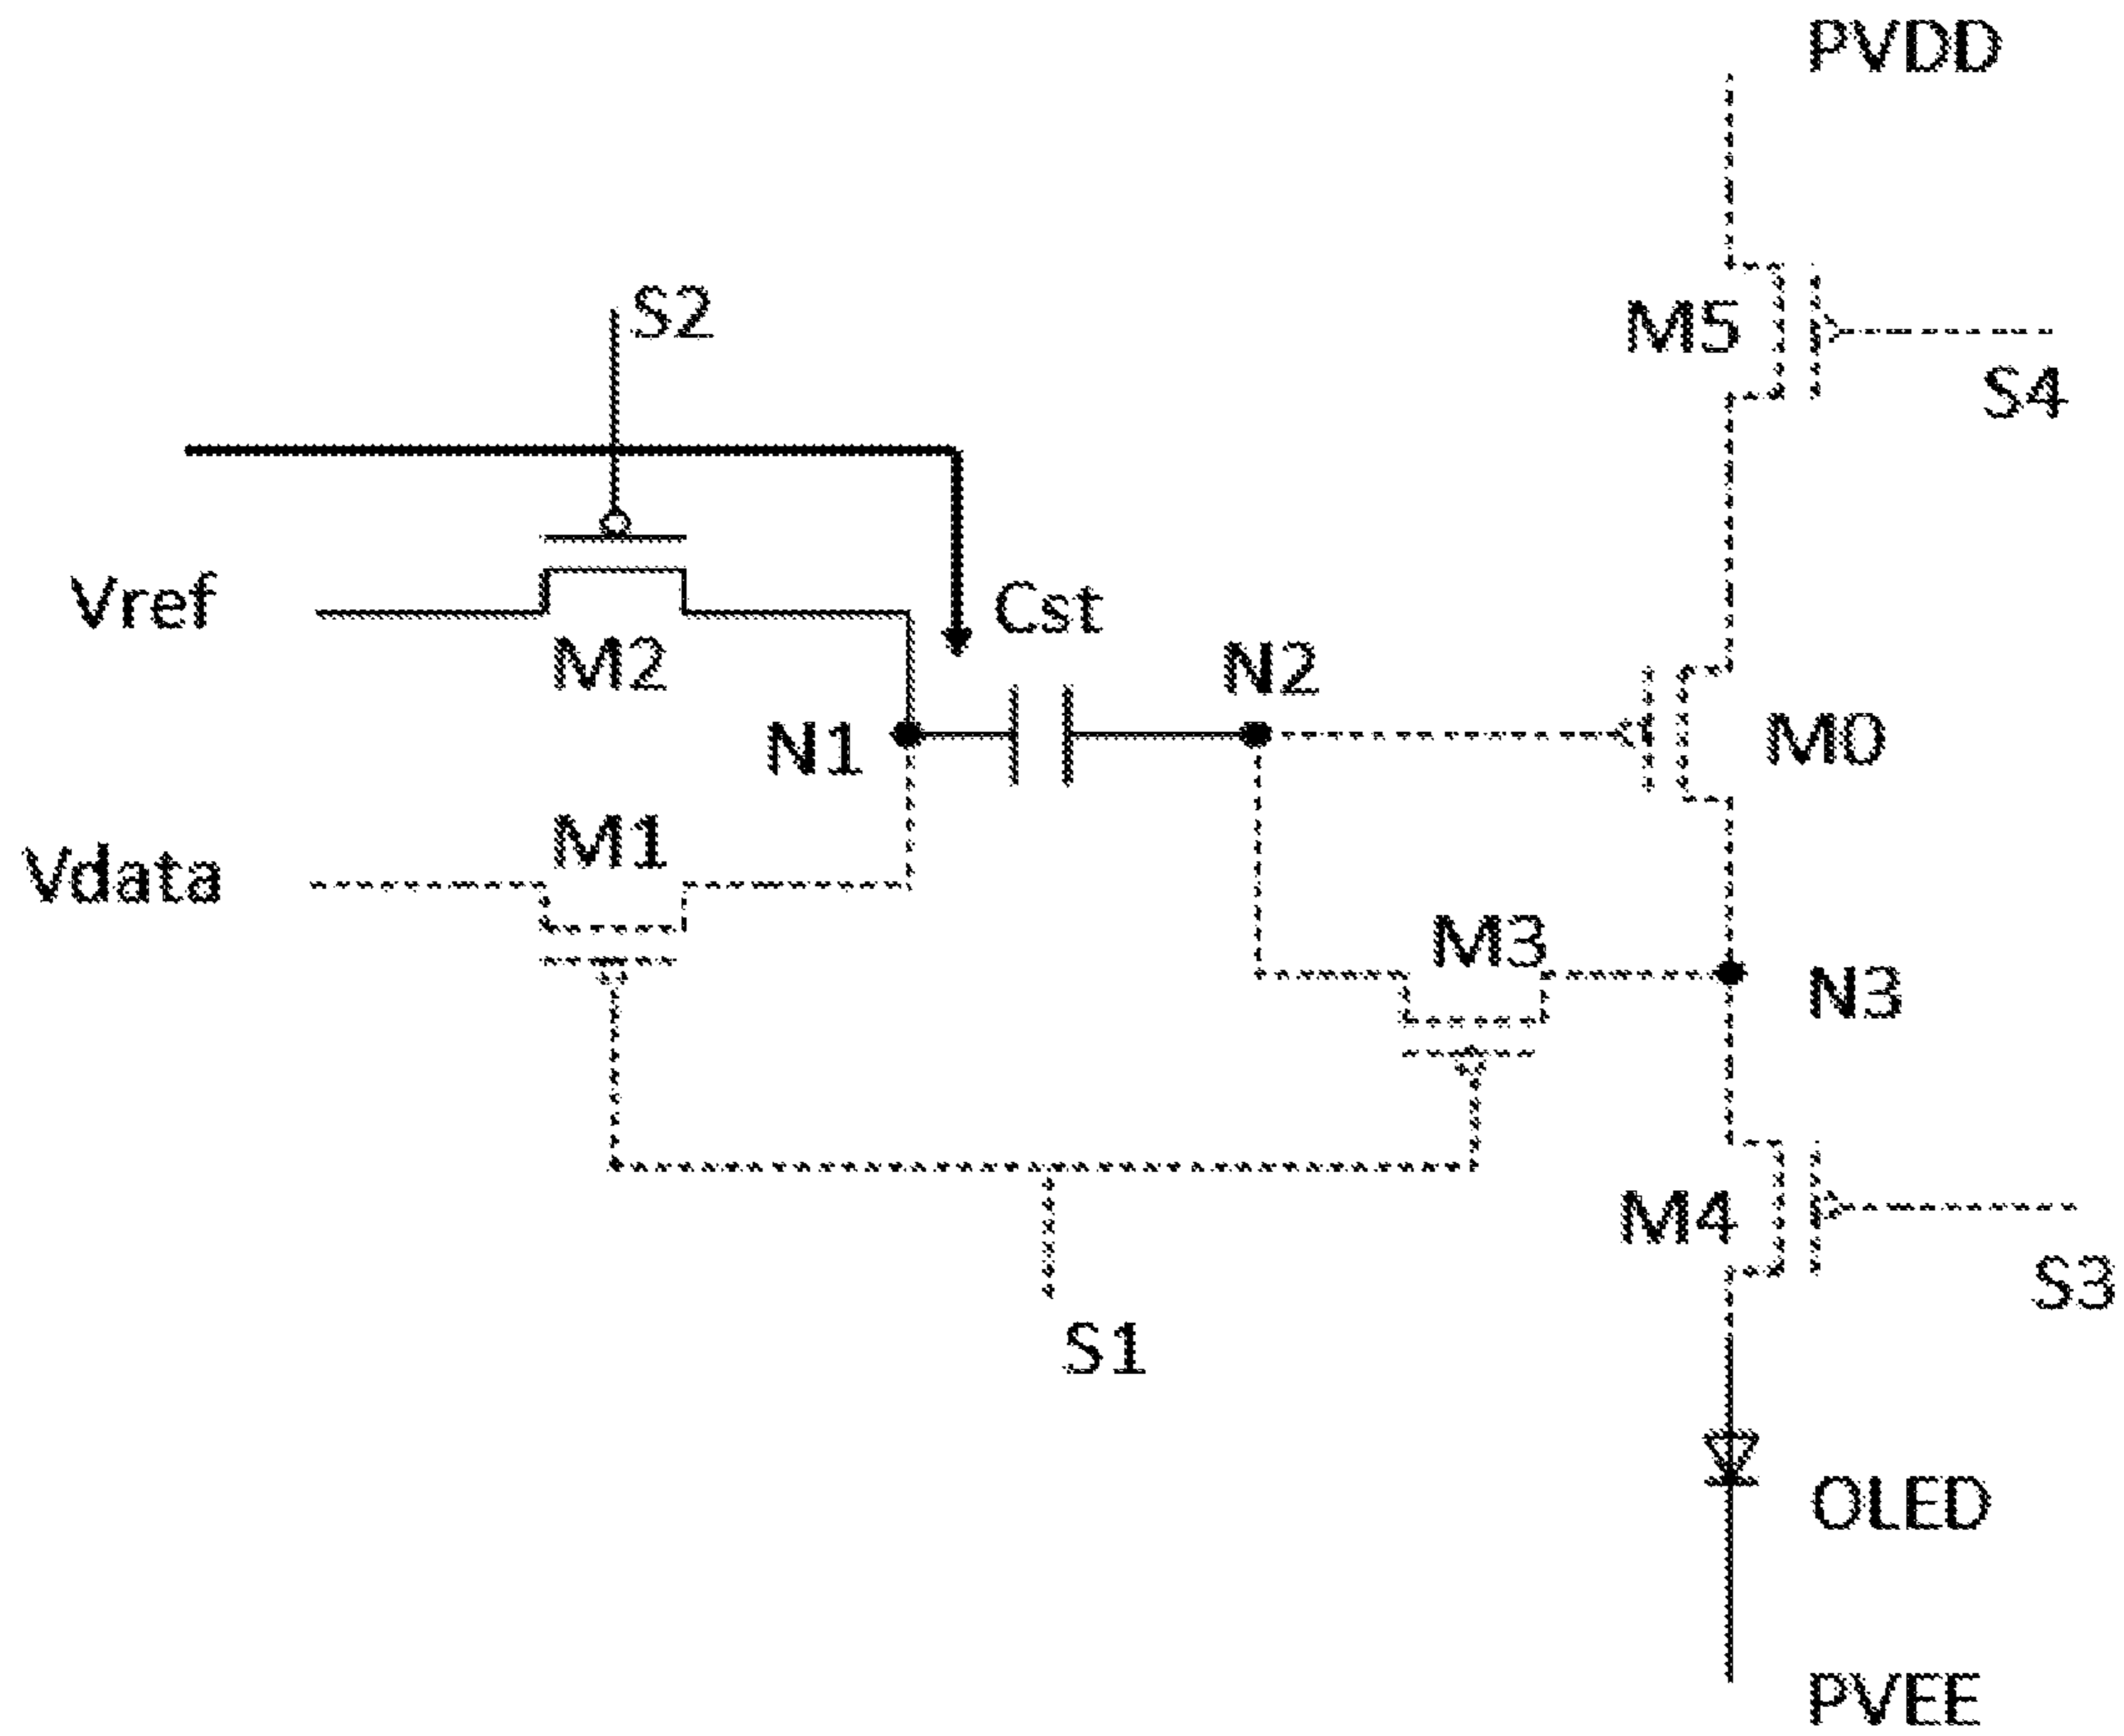 PVDD
S2
M5
S4
Vref
Cst
M2
N2
N1
M0
M1
Vdata
M3
N3
M4
S3
S1
OLED
PVEE